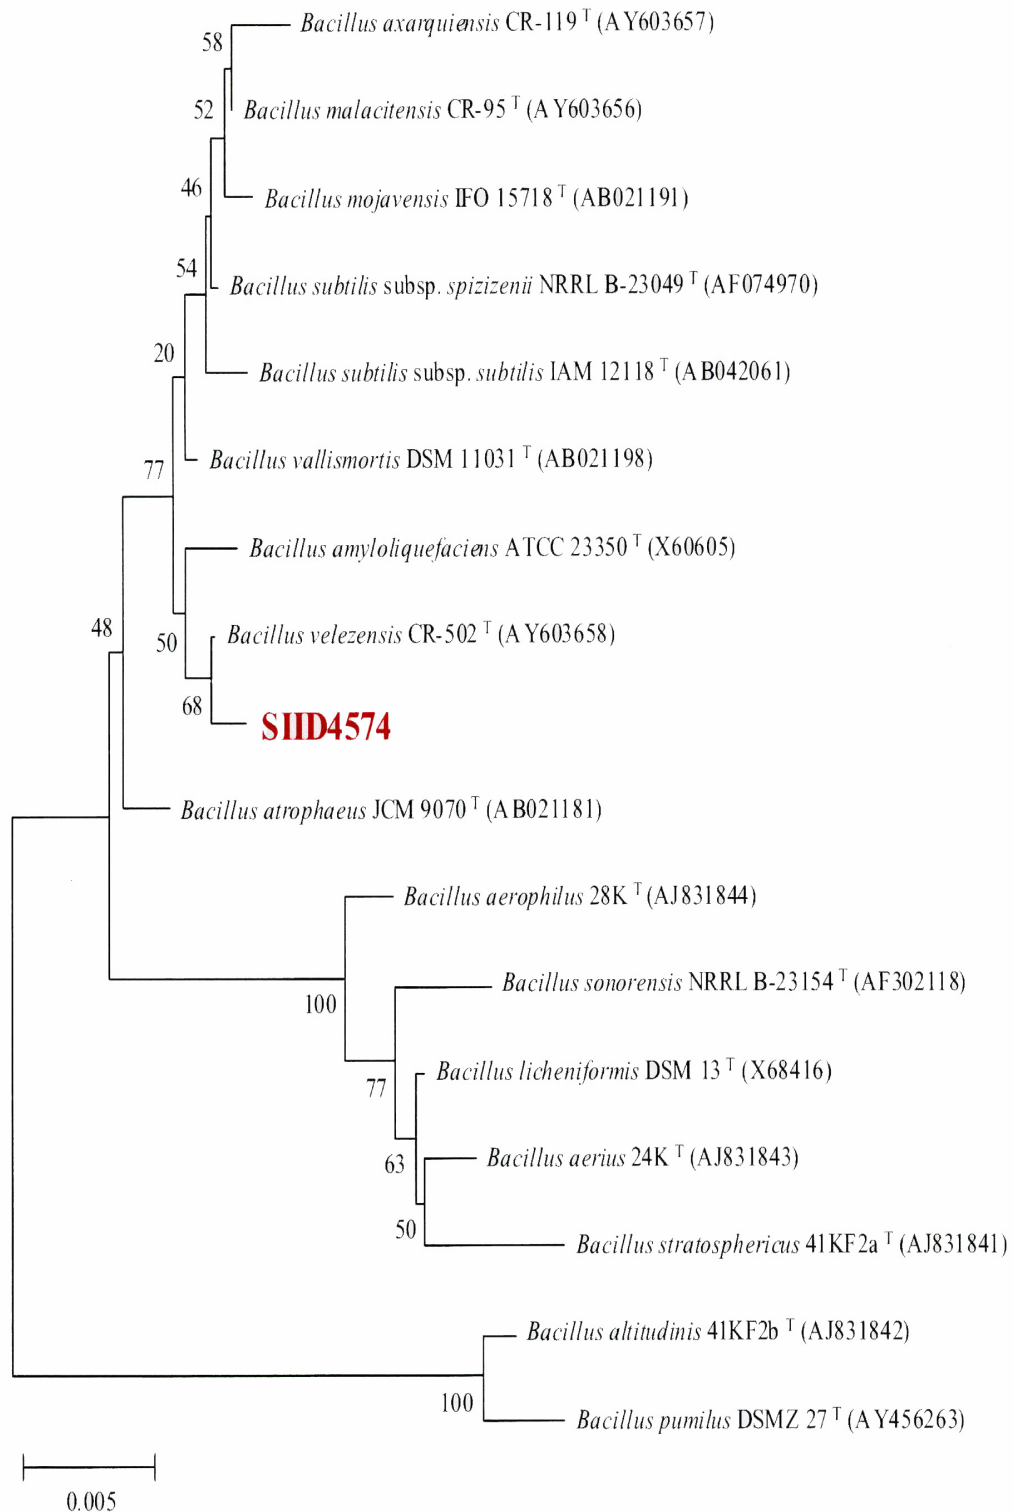 Bacillus axarquiensis CR-119 T (AY603657)
58
52
Bacillus malacitensis CR-95 T (AY603656)
46
Bacillus mojavensis IFO 15718 T (AB021191)
54
Bacillus subtilis subsp. spizizenii NRRL B-23049 T (AF074970)
20
Bacillus subtilis subsp. subtilis IAM 12118 T (AB042061)
77
Bacillus vallismortis DSM 11031 T (AB021198)
Bacillus amyloliquefaciens ATCC 23350 T (X60605)
48
50
Bacillus velezensis CR-502 T (AY603658)
68
SIID4574
Bacillus atrophaeus JCM 9070 T (AB021181)
Bacillus aerophilus 28K T (AJ831844)
100
Bacillus sonorensis NRRL B-23154 T (AF302118)
77
Bacillus licheniformis DSM 13 T (X68416)
63
Bacillus aerius 24K T (AJ831843)
50
Bacillus stratosphericus 41KF2a T (AJ831841)
Bacillus altitudinis 41KF2b T (AJ831842)
100
Bacillus pumilus DSMZ 27 T (AY456263)
0.005